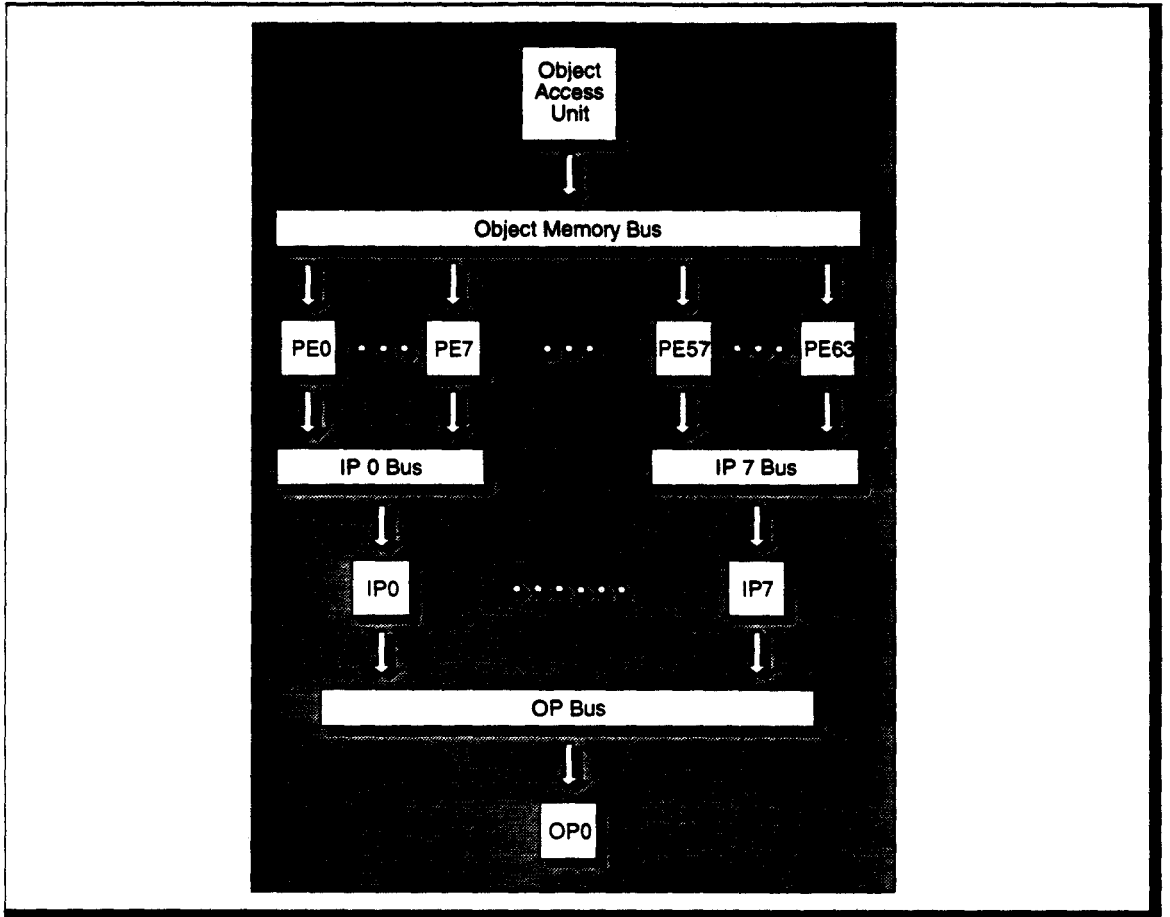 Object
Access
Unit
Object Memory Bus
PE0 . . . PE7 . . . PE57 . . . PE63
IP 0 Bus IP 7 Bus
IP0 . . . . . . IP7
OP Bus
OP0